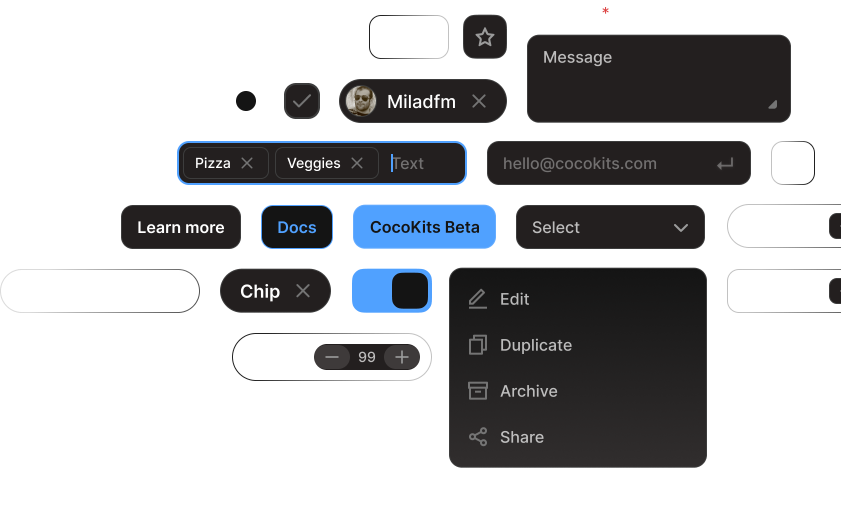 *
Message
Miladfm
Pizza
Veggies
Text
hello@cocokits.com
Learn more
Docs
CocoKits Beta
Select
Chip
Edit
99
Duplicate
Archive
Share